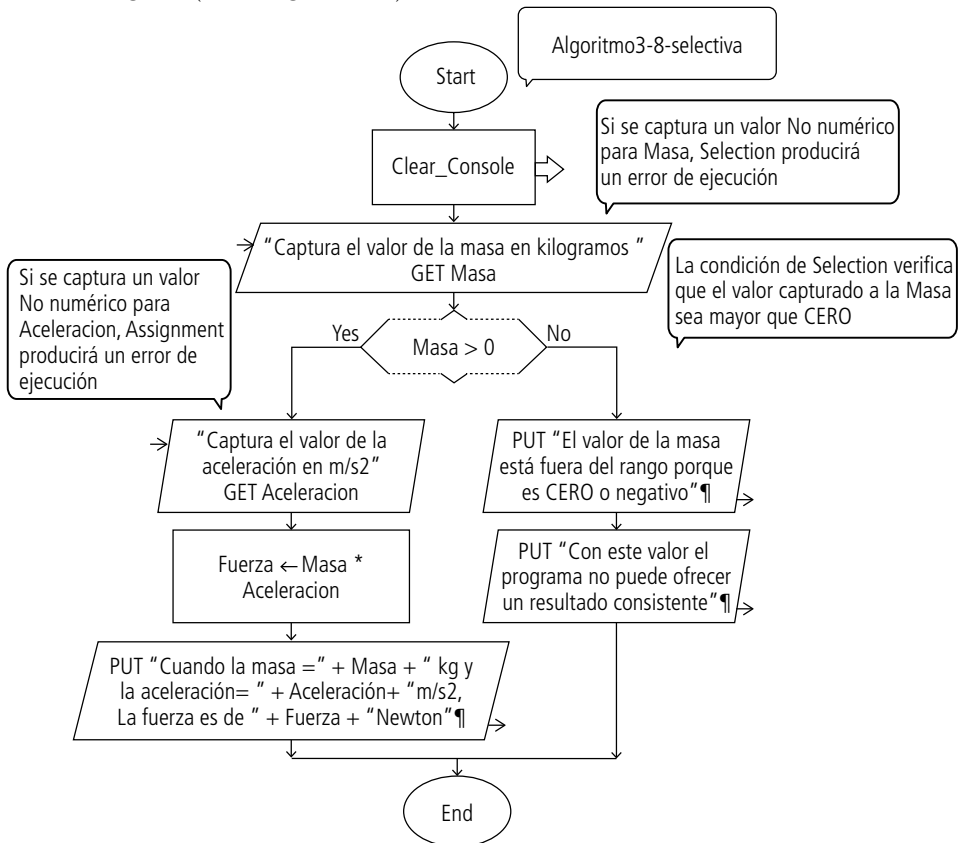 Algoritmo3-8-selectiva
Start
Si se captura un valor No numérico
para Masa, Selection producirá
un error de ejecución
Clear_Console
"Captura el valor de la masa en kilogramos "
GET Masa
Si se captura un valor
No numérico para
Aceleracion, Assignment
producirá un error de
ejecución
La condición de Selection verifica
que el valor capturado a la Masa
sea mayor que CERO
Yes
Masa > 0
No
"Captura el valor de la
aceleración en m/s2"
GET Aceleracion
PUT "El valor de la masa
está fuera del rango porque
es CERO o negativo"¶
Fuerza ← Masa *
Aceleracion
PUT "Con este valor el
programa no puede ofrecer
un resultado consistente"¶
PUT "Cuando la masa =" + Masa + " kg y
la aceleración= " + Aceleración+ "m/s2,
La fuerza es de " + Fuerza + "Newton"¶
End